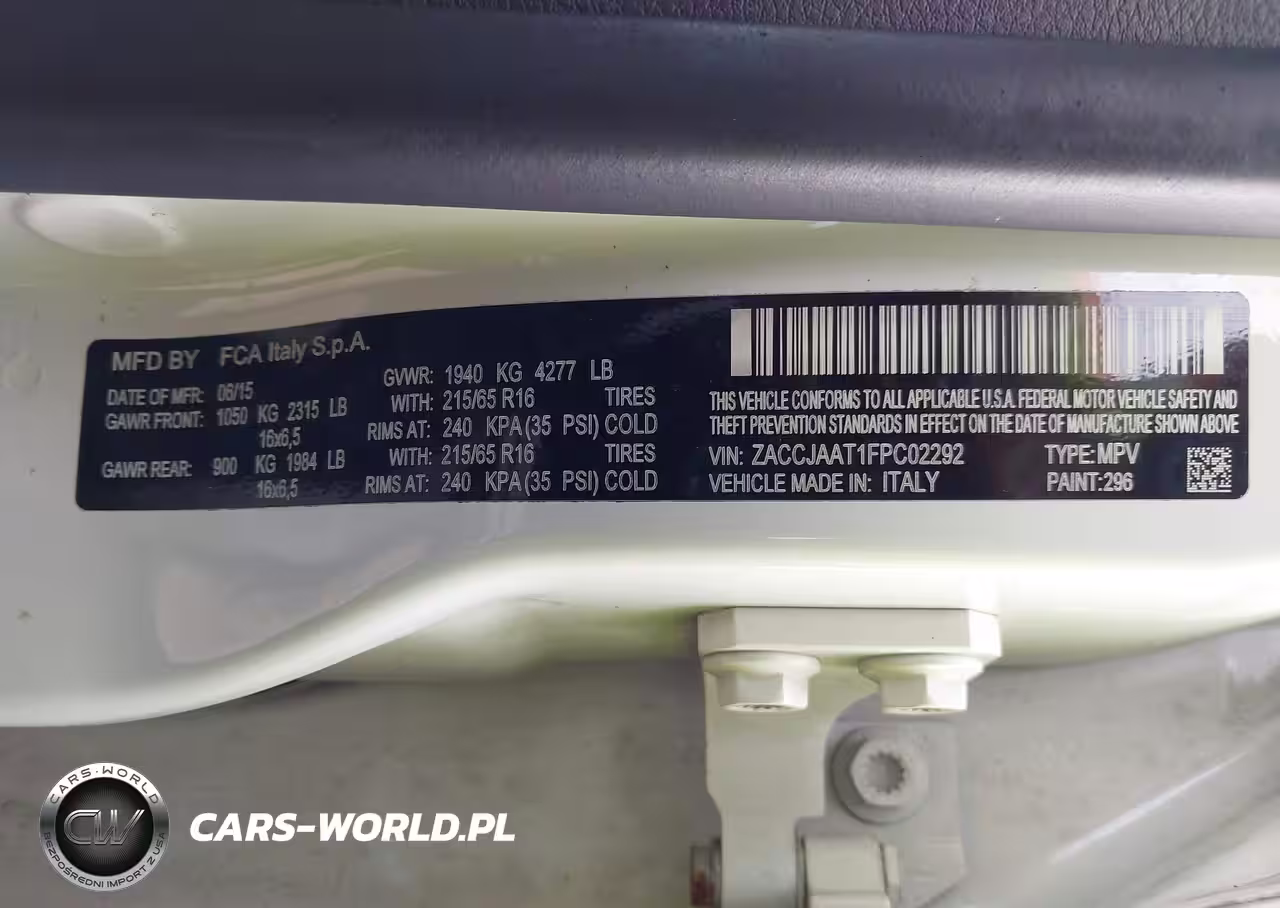 MFD BY FCA Italy S.p.A.
DATE OF MFR: 06/15
GAWR FRONT: 1050 KG 2315 LB
16x6,5
GAWR REAR: 900 KG 1984 LB
16x6,5
GVWR: 1940 KG 4277 LB
WITH: 215/65 R16 TIRES
RIMS AT: 240 KPA (35 PSI) COLD
WITH: 215/65 R16 TIRES
RIMS AT: 240 KPA (35 PSI) COLD
THIS VEHICLE CONFORMS TO ALL APPLICABLE U.S.A. FEDERAL MOTOR VEHICLE SAFETY AND
THEFT PREVENTION STANDARDS IN EFFECT ON THE DATE OF MANUFACTURE SHOWN ABOVE
VIN: ZACCJAAT1FPC02292 TYPE: MPV
VEHICLE MADE IN: ITALY PAINT: 296
CARS-WORLD
CW
BEZPOŚREDNI IMPORT Z USA
CARS-WORLD.PL